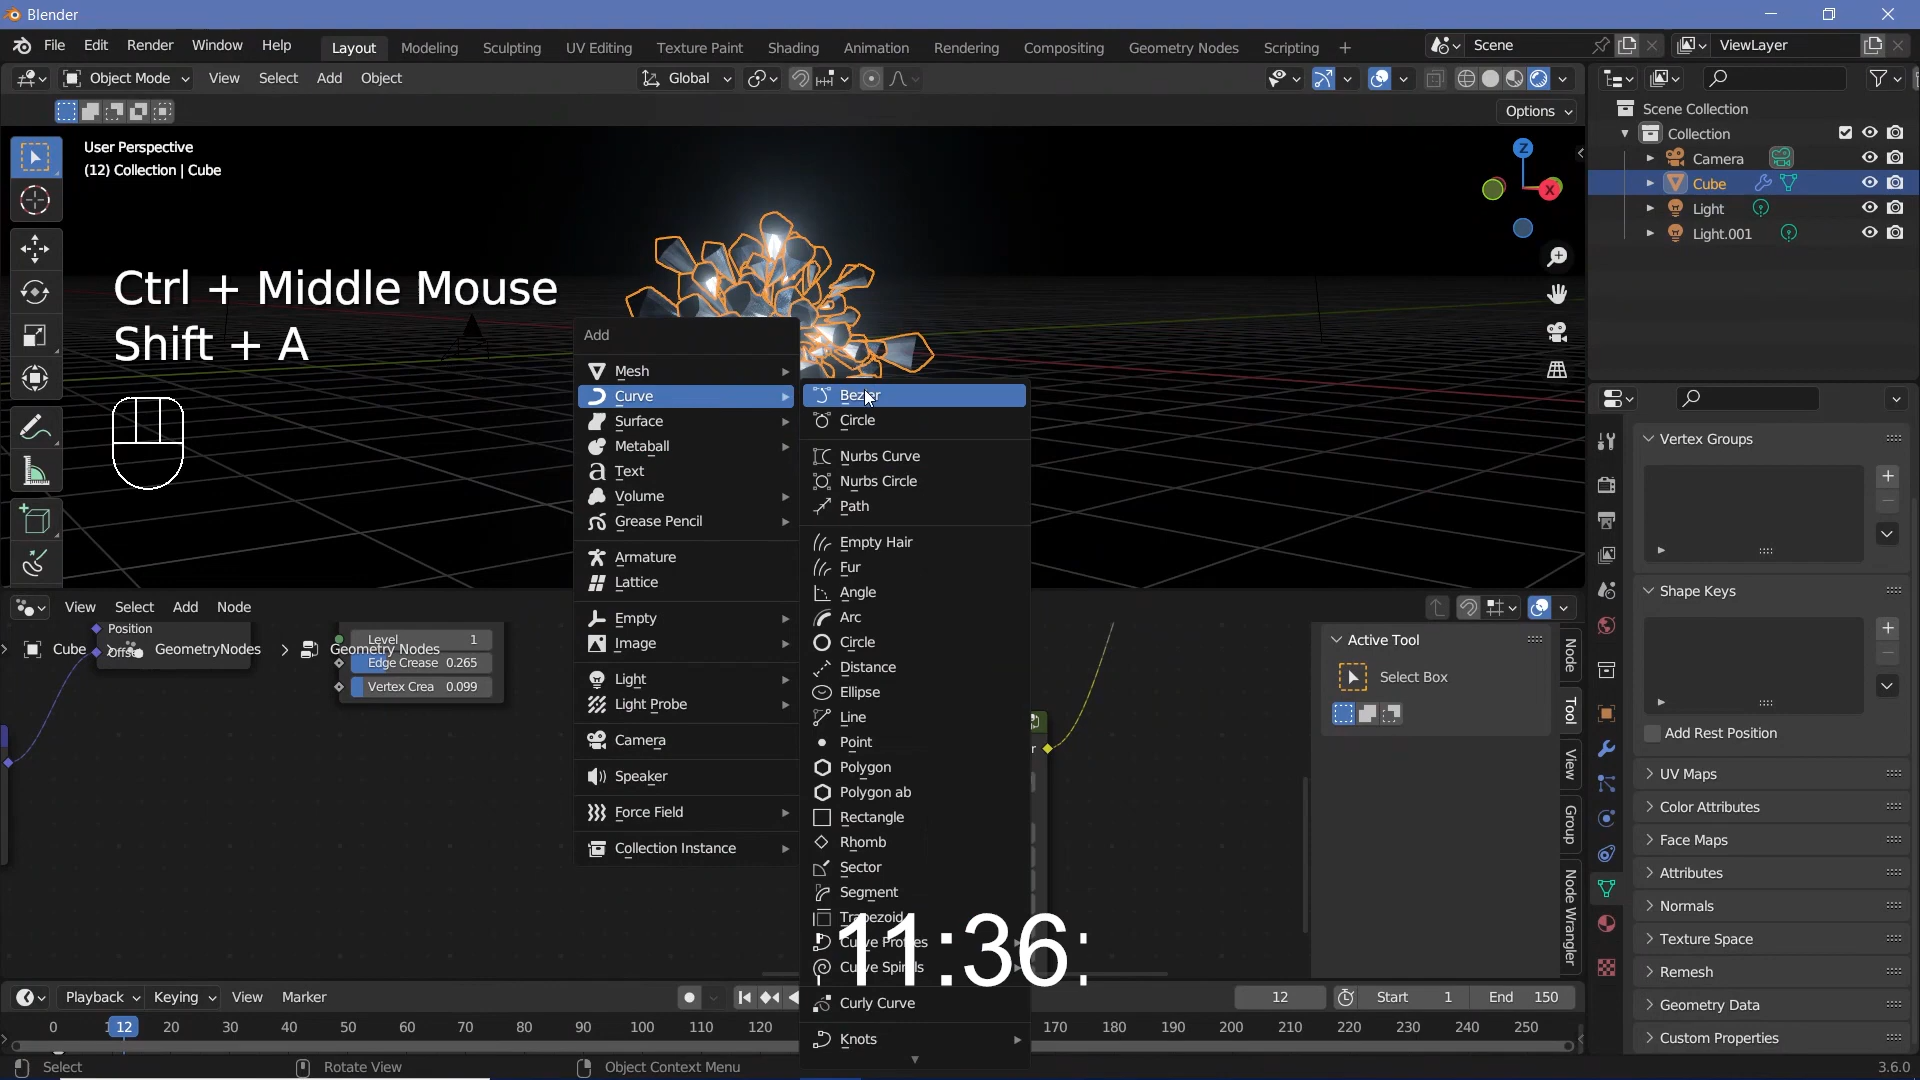 Blender
File Edit Render Window Help
Layout Modeling Sculpting UV Editing Texture Paint Shading Animation Rendering Compositing Geometry Nodes Scripting +
Scene
ViewLayer
Object Mode View Select Add Object
Global
Options
User Perspective
(12) Collection | Cube
Z
X
Scene Collection
Collection
Camera
Cube
Light
Light.001
Ctrl + Middle Mouse
Shift + A
Add
Mesh
Curve
Surface
Metaball
Text
Volume
Grease Pencil
Armature
Lattice
Empty
Image
Light
Light Probe
Camera
Speaker
Force Field
Collection Instance
Bezier
Circle
Nurbs Curve
Nurbs Circle
Path
Empty Hair
Fur
Angle
Arc
Circle
Distance
Ellipse
Line
Point
Polygon
Polygon ab
Rectangle
Rhomb
Sector
Segment
Trapezoid
Curve Profiles
Curve Spirals
Curly Curve
Knots
11:36:
View Select Add Node
Position
Offset
Cube > GeometryNodes > Geometry Nodes
Level 1
Edge Crease 0.265
Vertex Crea 0.099
r
Active Tool
Select Box
Node
Tool
View
Group
Node Wrangler
Vertex Groups
Shape Keys
Add Rest Position
UV Maps
Color Attributes
Face Maps
Attributes
Normals
Texture Space
Remesh
Geometry Data
Custom Properties
Playback Keying View Marker
12 Start 1 End 150
0 12 20 30 40 50 60 70 80 90 100 110 120 170 180 190 200 210 220 230 240 250
Select Rotate View Object Context Menu 3.6.0